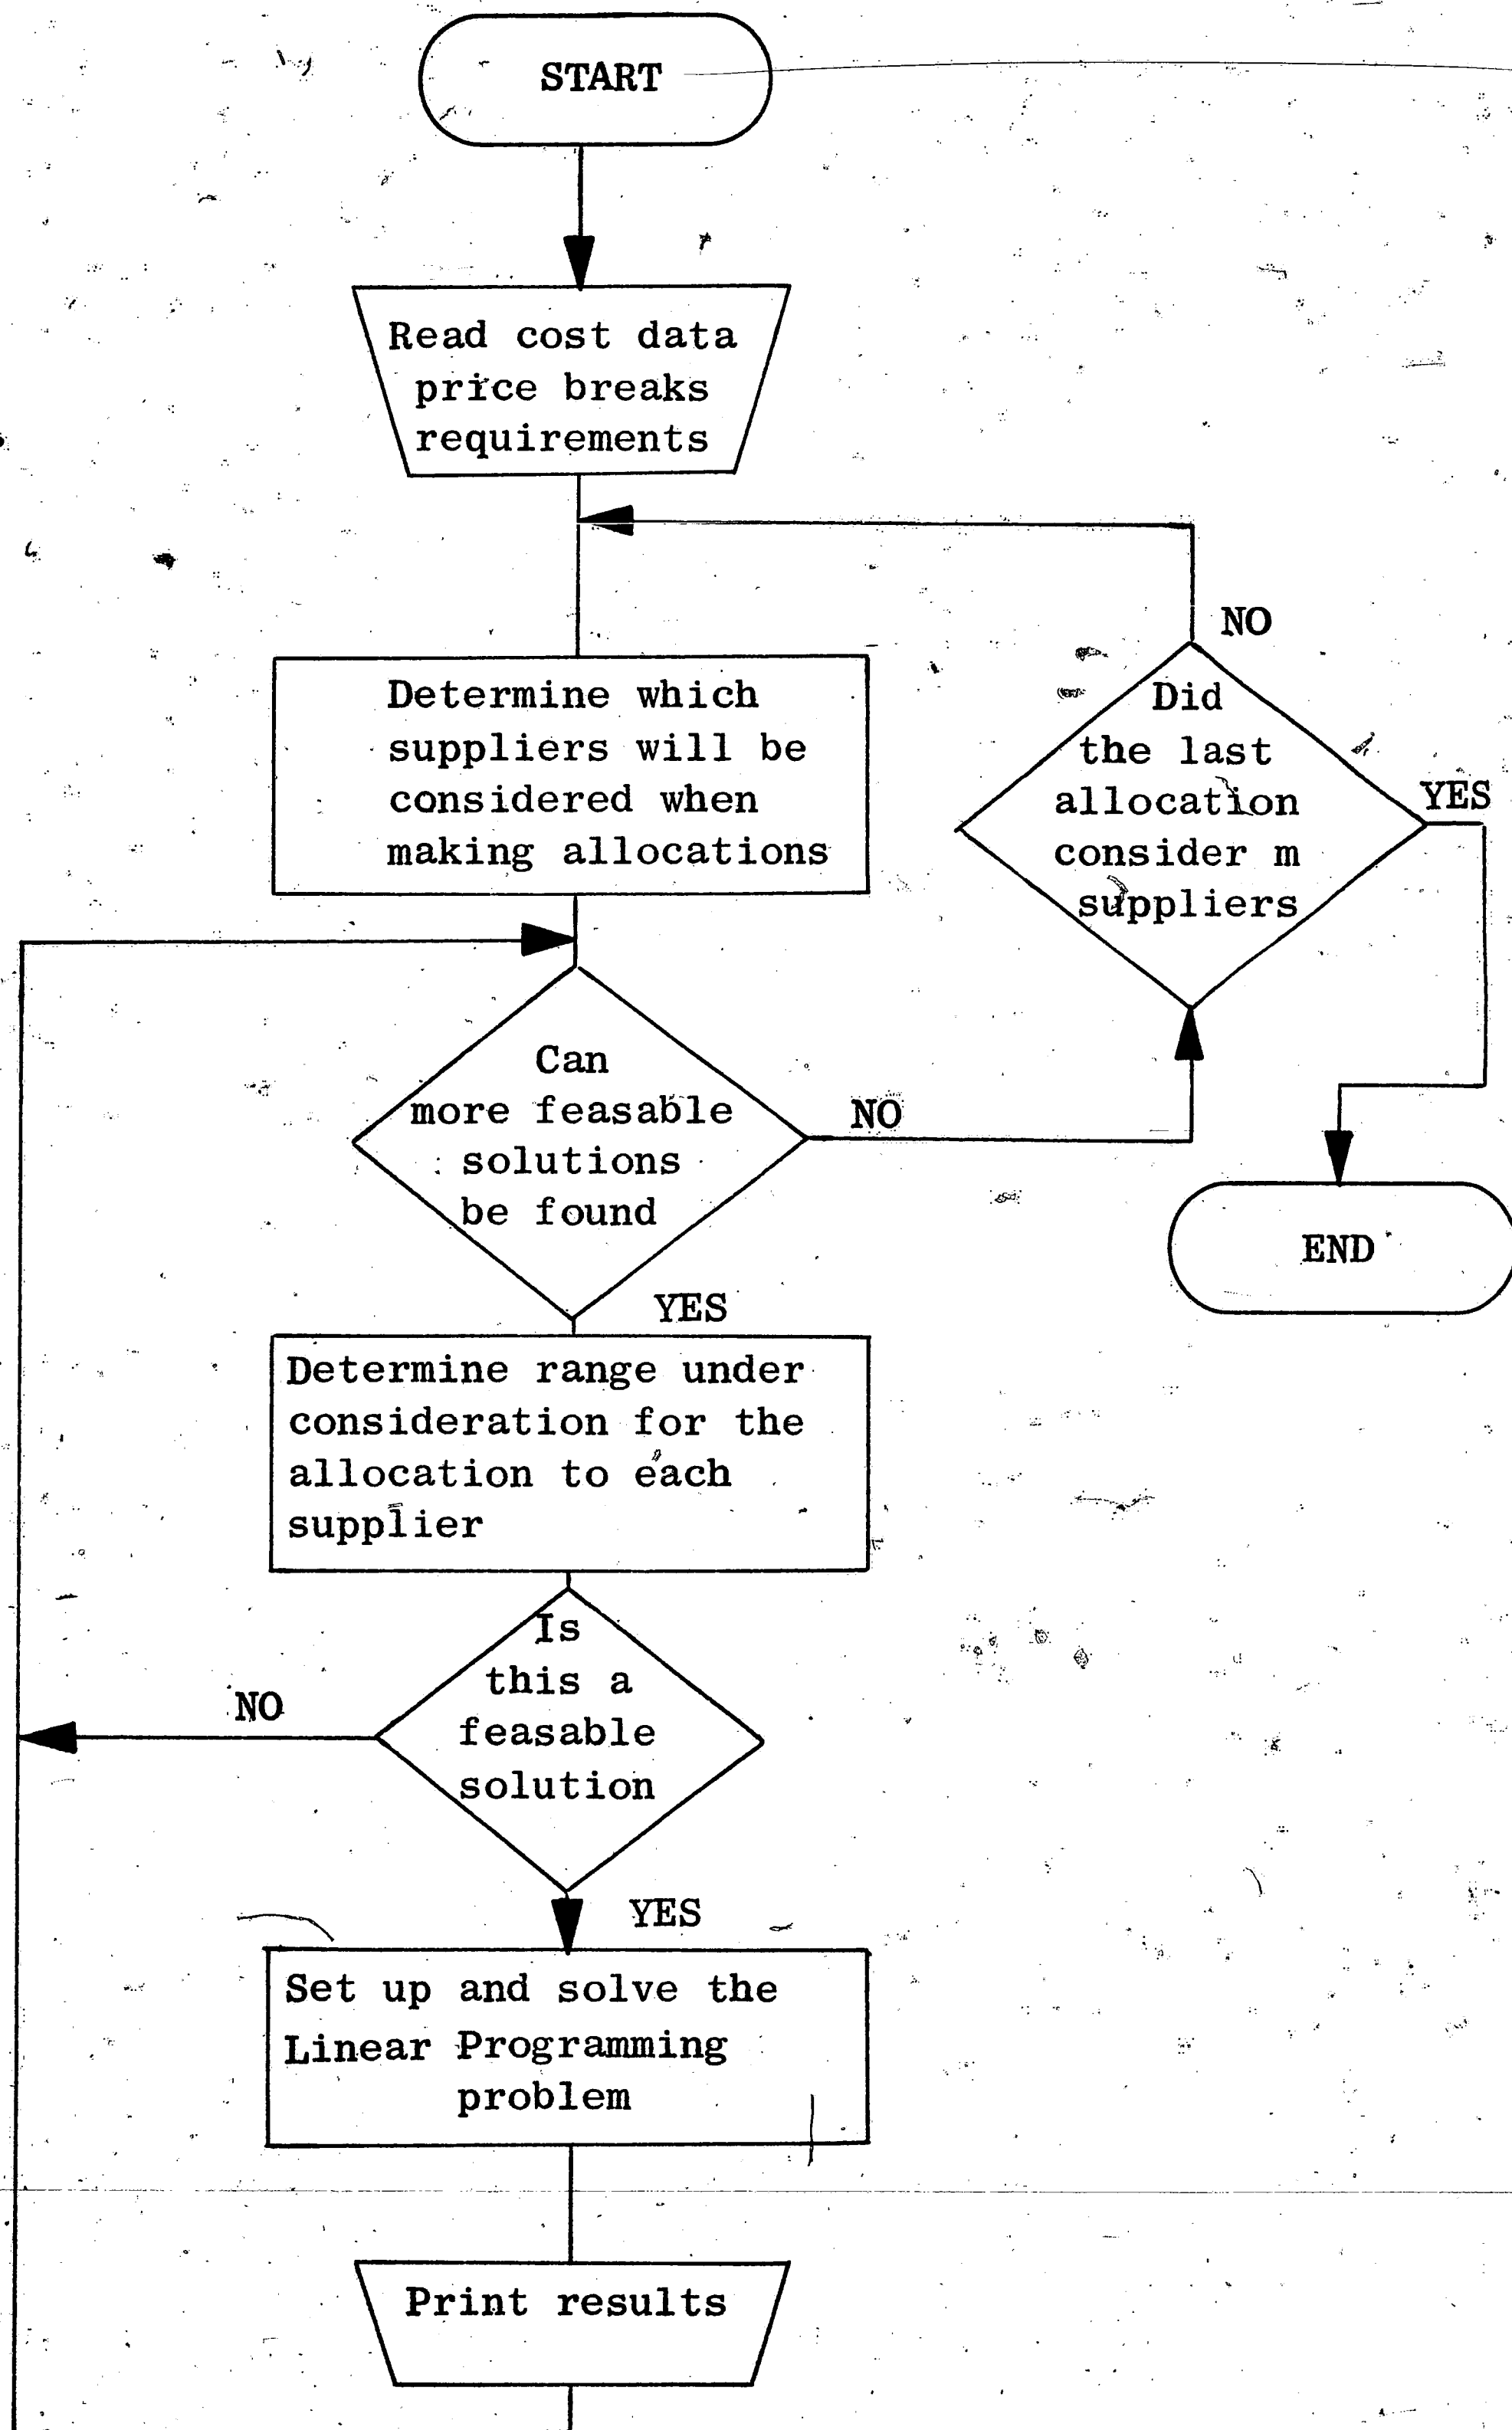 START
Read cost data
price breaks
requirements
NO
Determine which
suppliers will be
considered when
making allocations
Did
the last
allocation
consider m
suppliers
YES
Can
more feasable
solutions
be found
NO
YES
END
Determine range under
consideration for the
allocation to each
supplier
Is
this a
feasable
solution
NO
YES
Set up and solve the
Linear Programming
problem
Print results